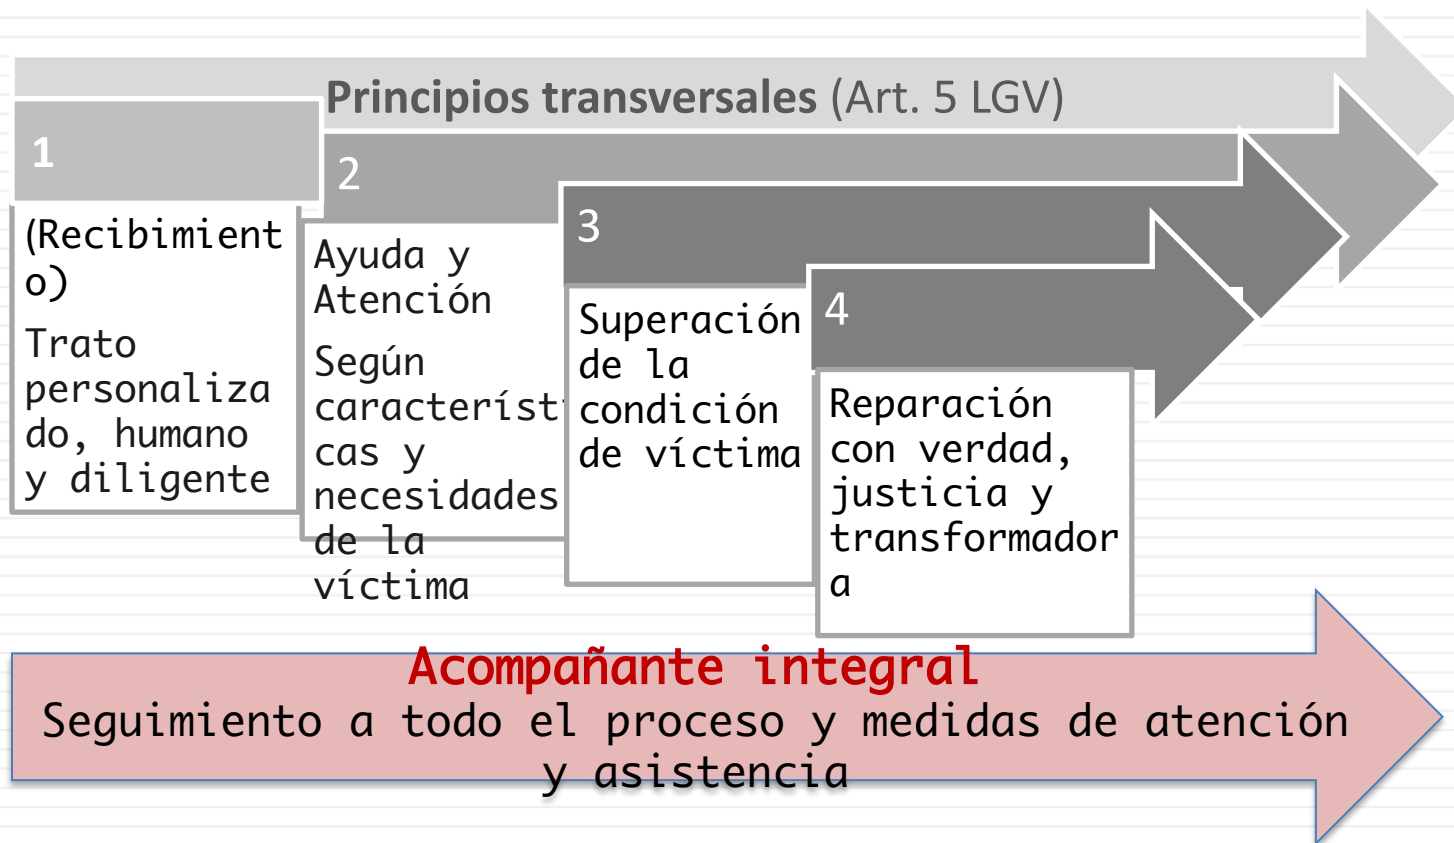 Principios transversales (Art. 5 LGV)
1
(Recibimient
o)
Trato
personaliza
do, humano
y diligente
2
Ayuda y
Atención
Según
característi
cas y
necesidades
de la
víctima
3
Superación
de la
condición
de víctima
4
Reparación
con verdad,
justicia y
transformador
a
Acompañante integral
Seguimiento a todo el proceso y medidas de atención
y asistencia